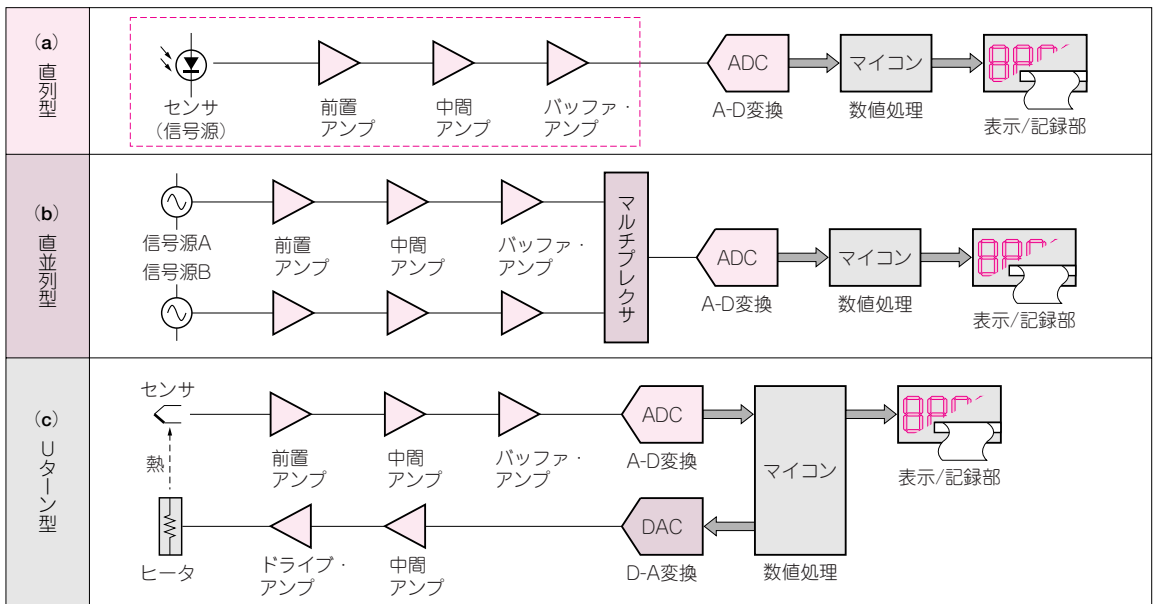 (a)
直列型
センサ
(信号源)
前置
アンプ
中間
アンプ
バッファ・
アンプ
ADC
A-D変換
マイコン
数値処理
表示/記録部
(b)
直並列型
信号源A
信号源B
前置
アンプ
中間
アンプ
バッファ・
アンプ
マルチプレクサ
ADC
A-D変換
マイコン
数値処理
表示/記録部
(c)
Uターン型
センサ
熱
ヒータ
前置
アンプ
中間
アンプ
バッファ・
アンプ
ADC
A-D変換
ドライブ・
アンプ
中間
アンプ
DAC
D-A変換
マイコン
数値処理
表示/記録部